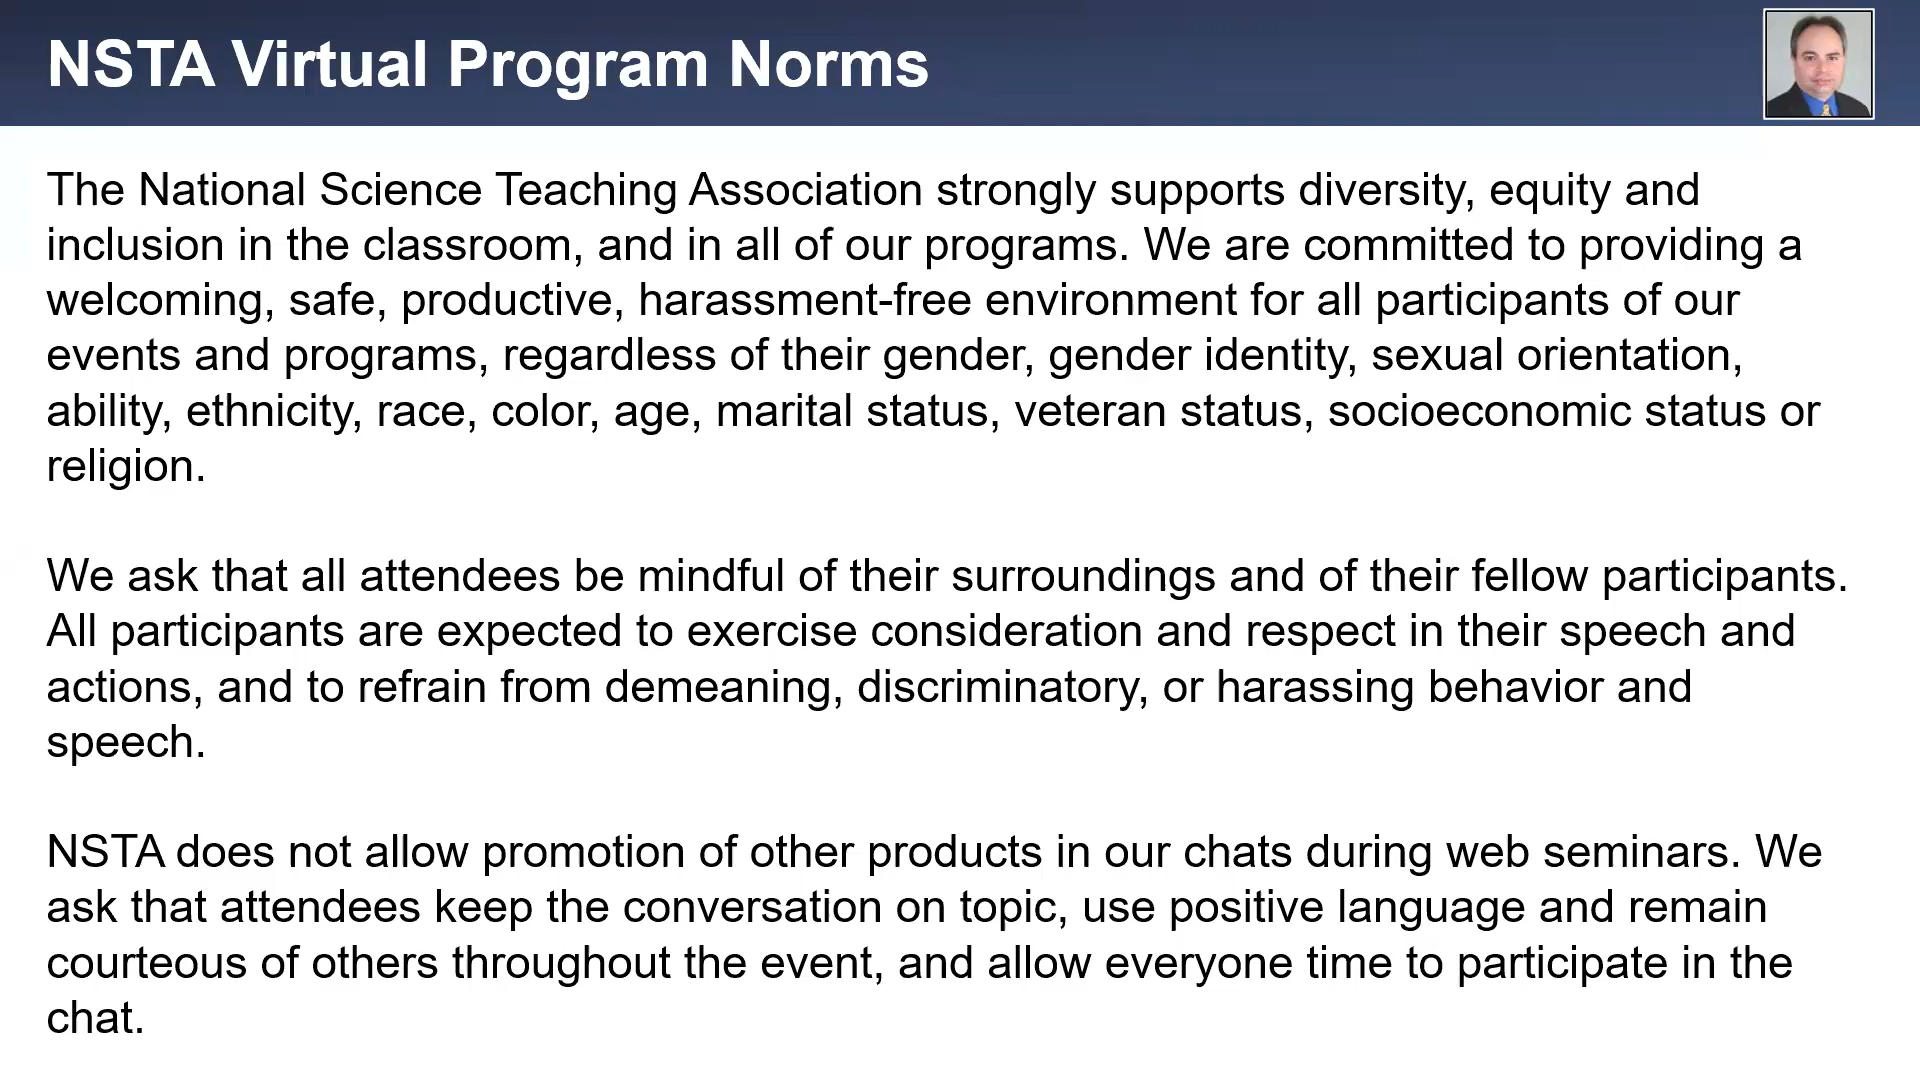 NSTA Virtual Program Norms
The National Science Teaching Association strongly supports diversity, equity and
inclusion in the classroom, and in all of our programs. We are committed to providing a
welcoming, safe, productive, harassment-free environment for all participants of our
events and programs, regardless of their gender, gender identity, sexual orientation,
ability, ethnicity, race, color, age, marital status, veteran status, socioeconomic status or
religion.
We ask that all attendees be mindful of their surroundings and of their fellow participants.
All participants are expected to exercise consideration and respect in their speech and
actions, and to refrain from demeaning, discriminatory, or harassing behavior and
speech.
NSTA does not allow promotion of other products in our chats during web seminars. We
ask that attendees keep the conversation on topic, use positive language and remain
courteous of others throughout the event, and allow everyone time to participate in the
chat.